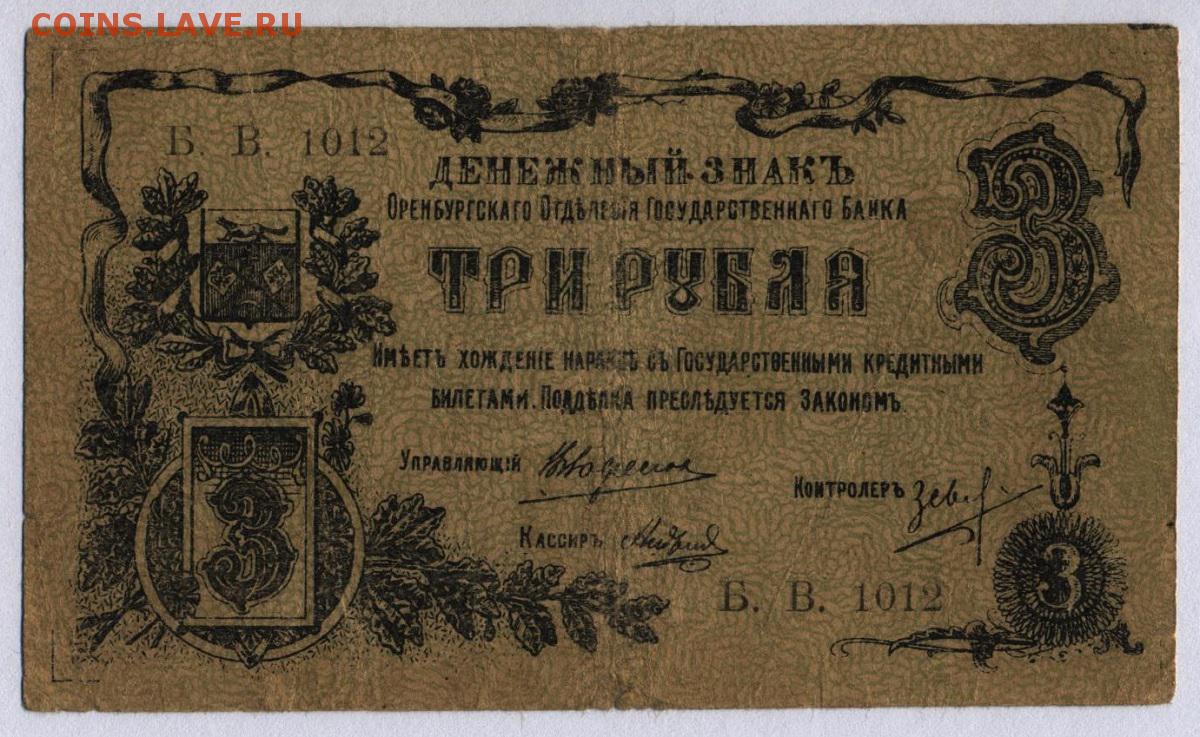 COINS.LAVE.RU
Б. В. 1012
ДЕНЕЖНЫЙ ЗНАКЪ
ОРЕНБУРГСКАГО ОТДѢЛЕНІЯ ГОСУДАРСТВЕННАГО БАНКА
ТРИ РУБЛЯ
3
ИМѢЕТЪ ХОЖДЕНІЕ НАРАВНѢ СЪ ГОСУДАРСТВЕННЫМИ КРЕДИТНЫМИ
БИЛЕТАМИ. ПОДДѢЛКА ПРЕСЛѢДУЕТСЯ ЗАКОНОМЪ.
УПРАВЛЯЮЩІЙ
КОНТРОЛЕРЪ
КАССИРЪ
3
Б. В. 1012
3